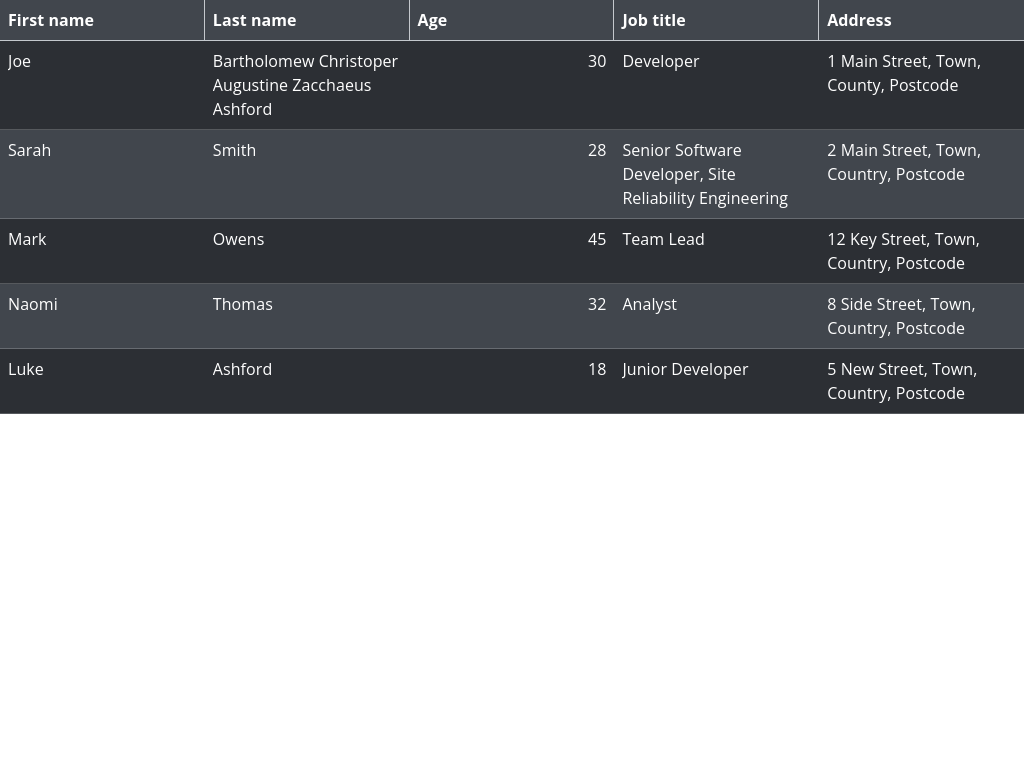 First name Last name Age Job title Address
Joe Bartholomew Christoper 30 Developer 1 Main Street, Town,
Augustine Zacchaeus County, Postcode
Ashford
Sarah Smith 28 Senior Software 2 Main Street, Town,
Developer, Site Country, Postcode
Reliability Engineering
Mark Owens 45 Team Lead 12 Key Street, Town,
Country, Postcode
Naomi Thomas 32 Analyst 8 Side Street, Town,
Country, Postcode
Luke Ashford 18 Junior Developer 5 New Street, Town,
Country, Postcode